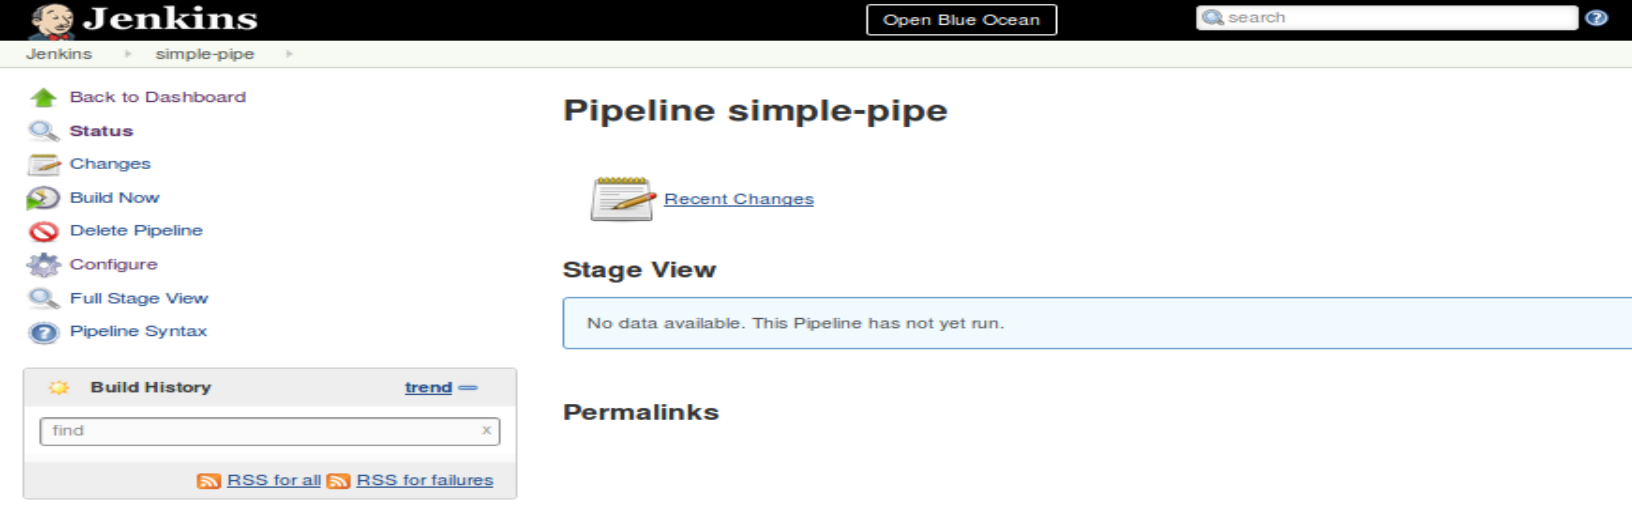 Jenkins
Open Blue Ocean
search
Jenkins simple-pipe
Back to Dashboard
Status
Changes
Build Now
Delete Pipeline
Configure
Full Stage View
Pipeline Syntax
Build History trend
find x
RSS for all RSS for failures
Pipeline simple-pipe
Recent Changes
Stage View
No data available. This Pipeline has not yet run.
Permalinks